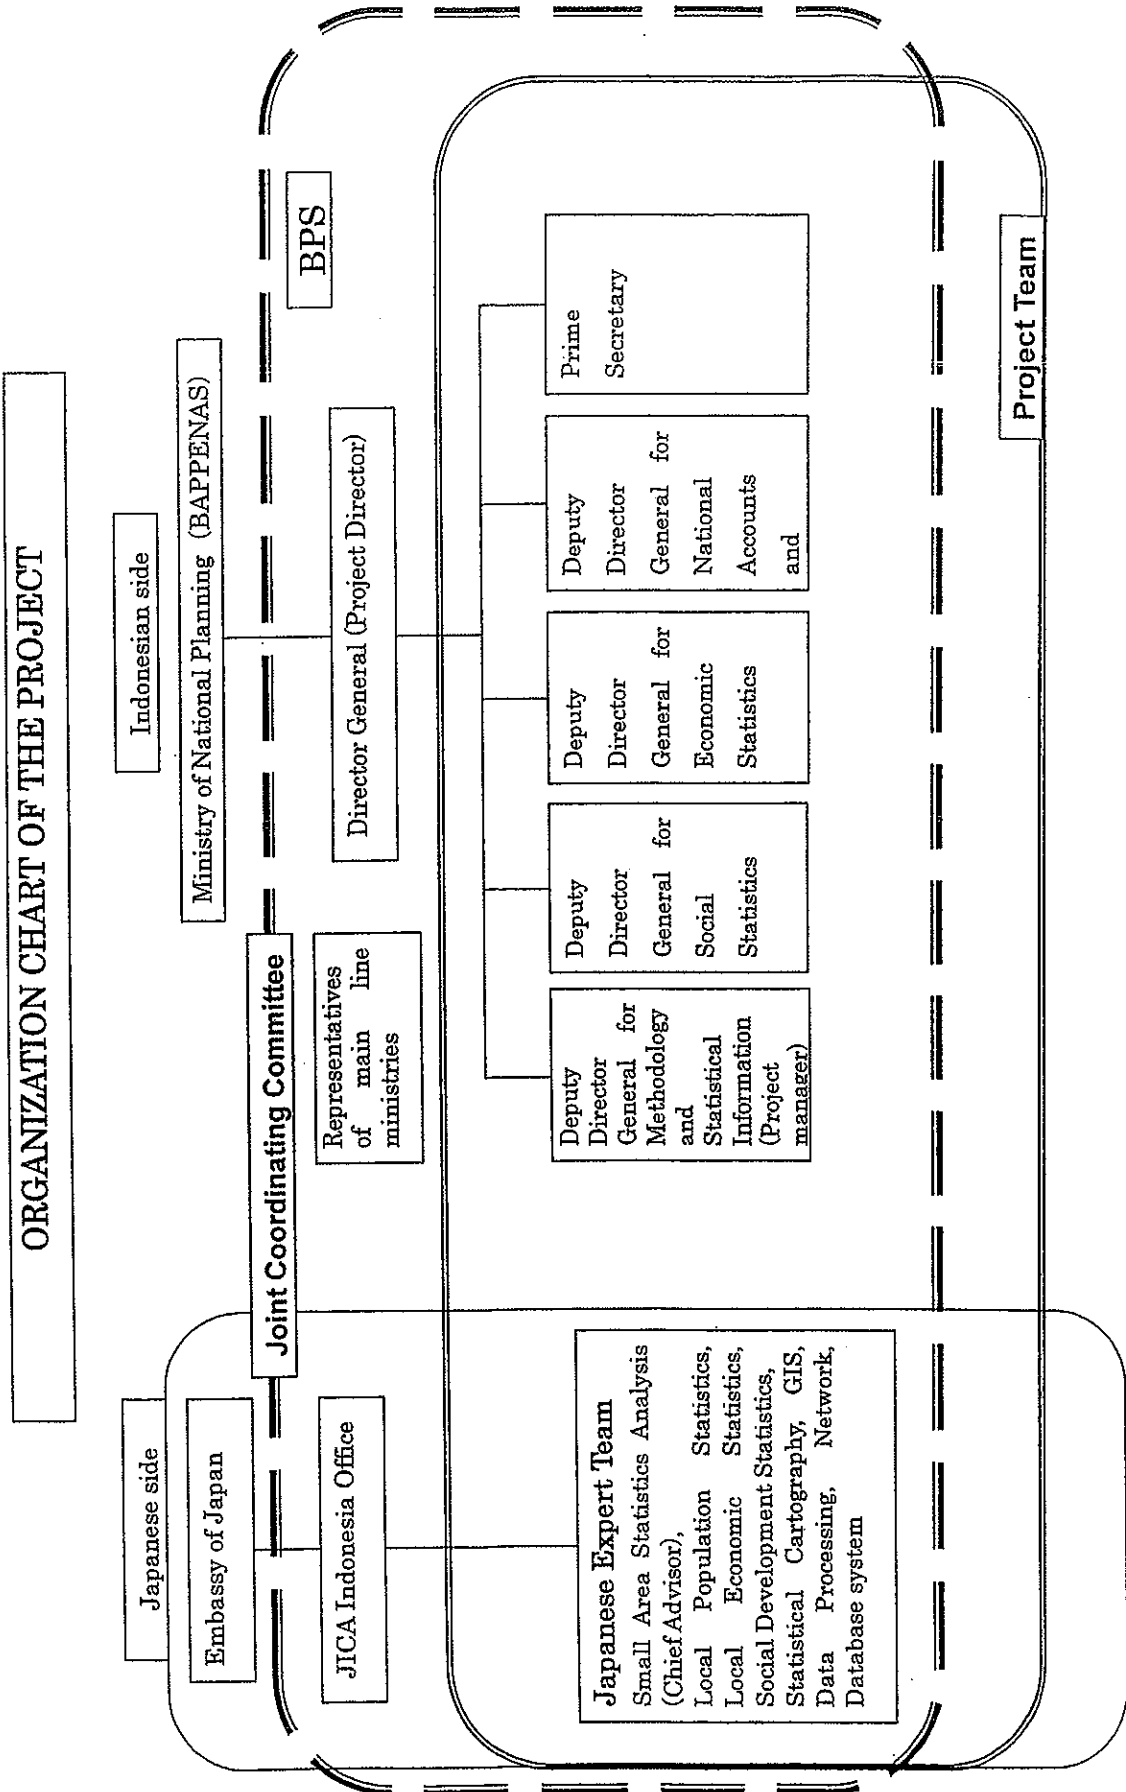 ORGANIZATION CHART OF THE PROJECT
Japanese side
Embassy of Japan
JICA Indonesia Office
Japanese Expert Team
Small Area Statistics Analysis
(Chief Advisor),
Local Population Statistics,
Local Economic Statistics,
Social Development Statistics,
Statistical Cartography, GIS,
Data Processing, Network,
Database system
Joint Coordinating Committee
Representatives
of main line
ministries
Indonesian side
Ministry of National Planning (BAPPENAS)
BPS
Director General (Project Director)
Deputy
Director
General for
Methodology
and
Statistical
Information
(Project
manager)
Deputy
Director
General for
Social
Statistics
Deputy
Director
General for
Economic
Statistics
Deputy
Director
General for
National
Accounts
and
Prime
Secretary
Project Team